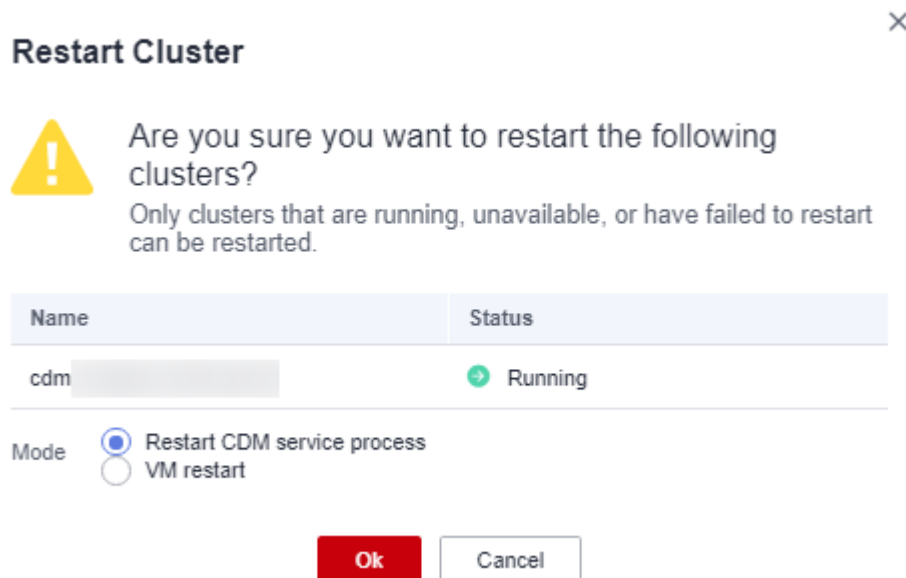 Restart Cluster
Are you sure you want to restart the following
clusters?
Only clusters that are running, unavailable, or have failed to restart
can be restarted.
Name Status
cdm Running
Mode Restart CDM service process
VM restart
Ok Cancel